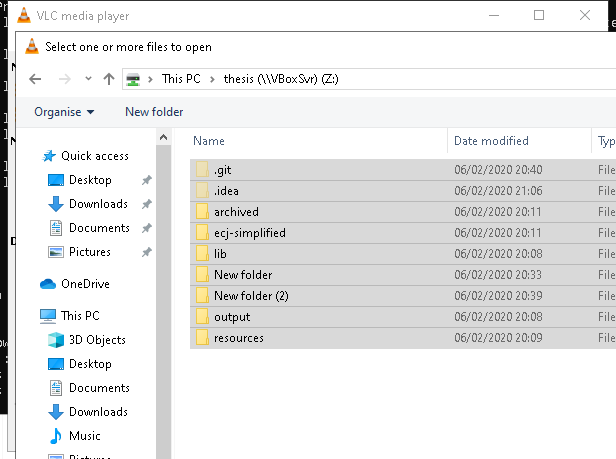 VLC media player
Select one or more files to open
This PC > thesis (\\VBoxSvr) (Z:)
Organise New folder
Name Date modified
Quick access
Desktop
Downloads
Documents
Pictures
OneDrive
This PC
3D Objects
Desktop
Documents
Downloads
Music
.git 06/02/2020 20:40 File
.idea 06/02/2020 21:06 File
archived 06/02/2020 20:11 File
ecj-simplified 06/02/2020 20:11 File
lib 06/02/2020 20:08 File
New folder 06/02/2020 20:33 File
New folder (2) 06/02/2020 20:39 File
output 06/02/2020 20:08 File
resources 06/02/2020 20:09 File